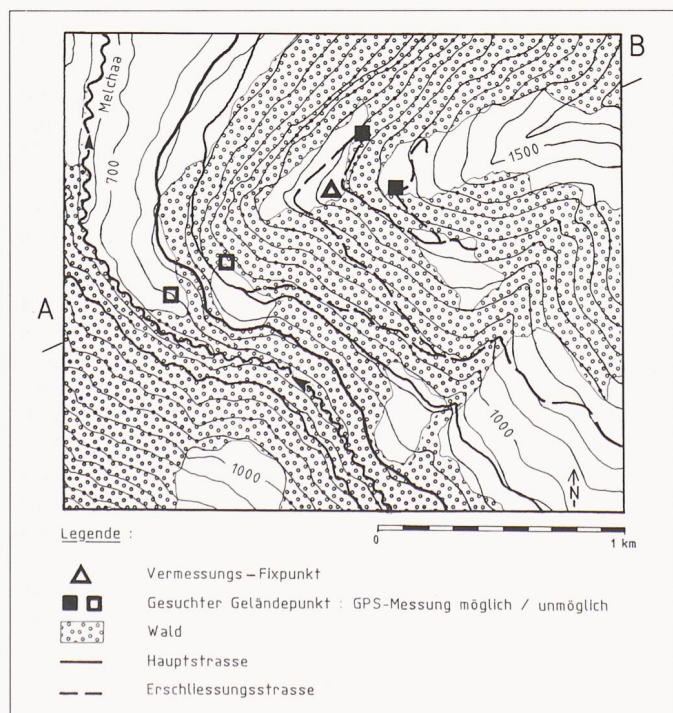 B
Melchaa
1500
700
A
1000
1000
N
0 1 km
Legende :
Vermessungs-Fixpunkt
Gesuchter Geländepunkt : GPS-Messung möglich / unmöglich
Wald
Hauptstrasse
Erschliessungsstrasse